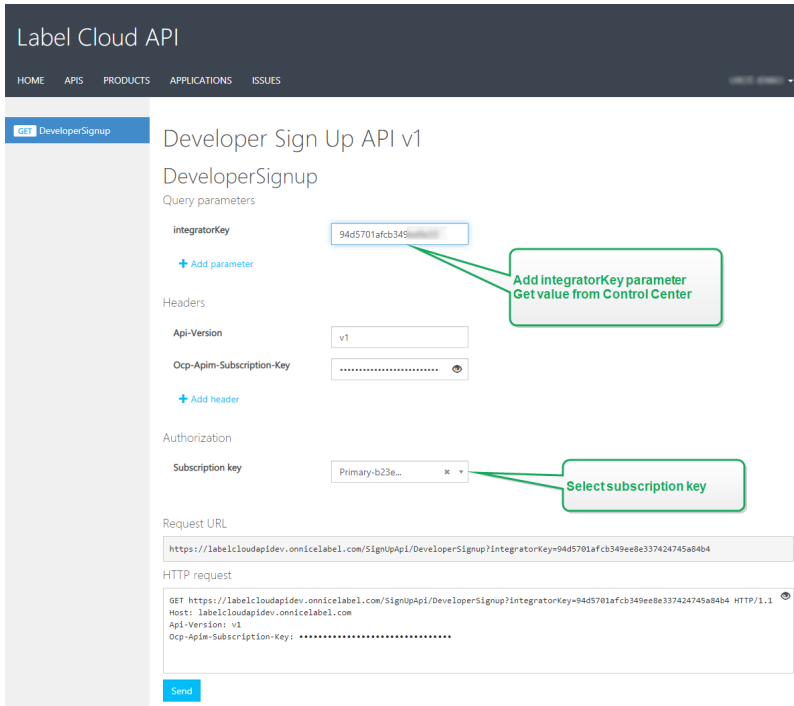 Label Cloud API
HOME APIS PRODUCTS APPLICATIONS ISSUES
GET DeveloperSignup
Developer Sign Up API v1
DeveloperSignup
Query parameters
integratorKey 94d5701afcb349
+ Add parameter
Add integratorKey parameter
Get value from Control Center
Headers
Api-Version v1
Ocp-Apim-Subscription-Key ••••••••••••••••••••••••••
+ Add header
Authorization
Subscription key Primary-b23e...
Select subscription key
Request URL
https://labelcloudapidev.onnicelabel.com/SignUpApi/DeveloperSignup?integratorKey=94d5701afcb349ee8e337424745a84b4
HTTP request
GET https://labelcloudapidev.onnicelabel.com/SignUpApi/DeveloperSignup?integratorKey=94d5701afcb349ee8e337424745a84b4 HTTP/1.1
Host: labelcloudapidev.onnicelabel.com
Api-Version: v1
Ocp-Apim-Subscription-Key: ••••••••••••••••••••••••••••••••
Send